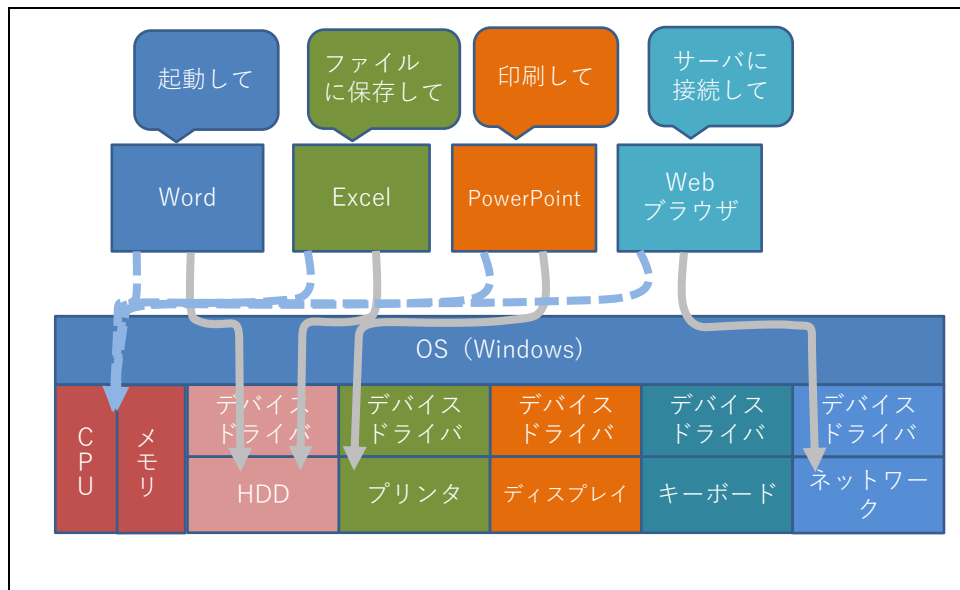 起動して
ファイル
に保存して
印刷して
サーバに
接続して
Word
Excel
PowerPoint
Web
ブラウザ
OS（Windows）
CPU
メモリ
デバイス
ドライバ
デバイス
ドライバ
デバイス
ドライバ
デバイス
ドライバ
デバイス
ドライバ
HDD
プリンタ
ディスプレイ
キーボード
ネットワー
ク